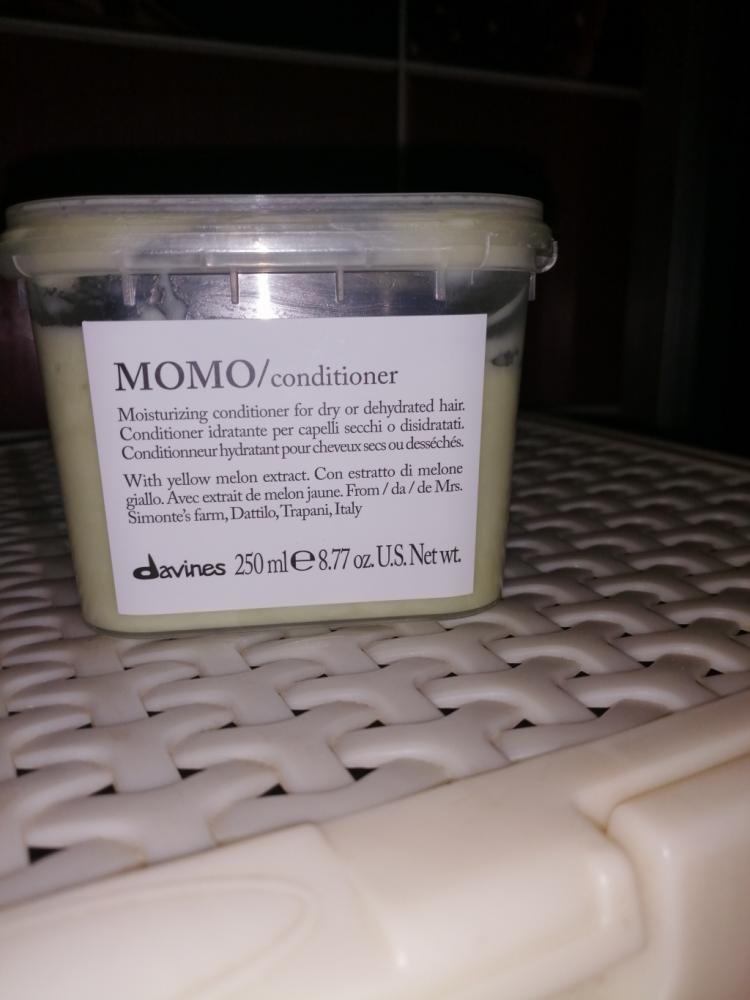 MOMO/conditioner
Moisturizing conditioner for dry or dehydrated hair.
Conditioner idratante per capelli secchi o disidratati.
Conditionneur hydratant pour cheveux secs ou desséchés.
With yellow melon extract. Con estratto di melone
giallo. Avec extrait de melon jaune. From / da / de Mrs.
Simonte's farm, Dattilo, Trapani, Italy
davines 250 ml ℮ 8.77 oz. U.S. Net wt.